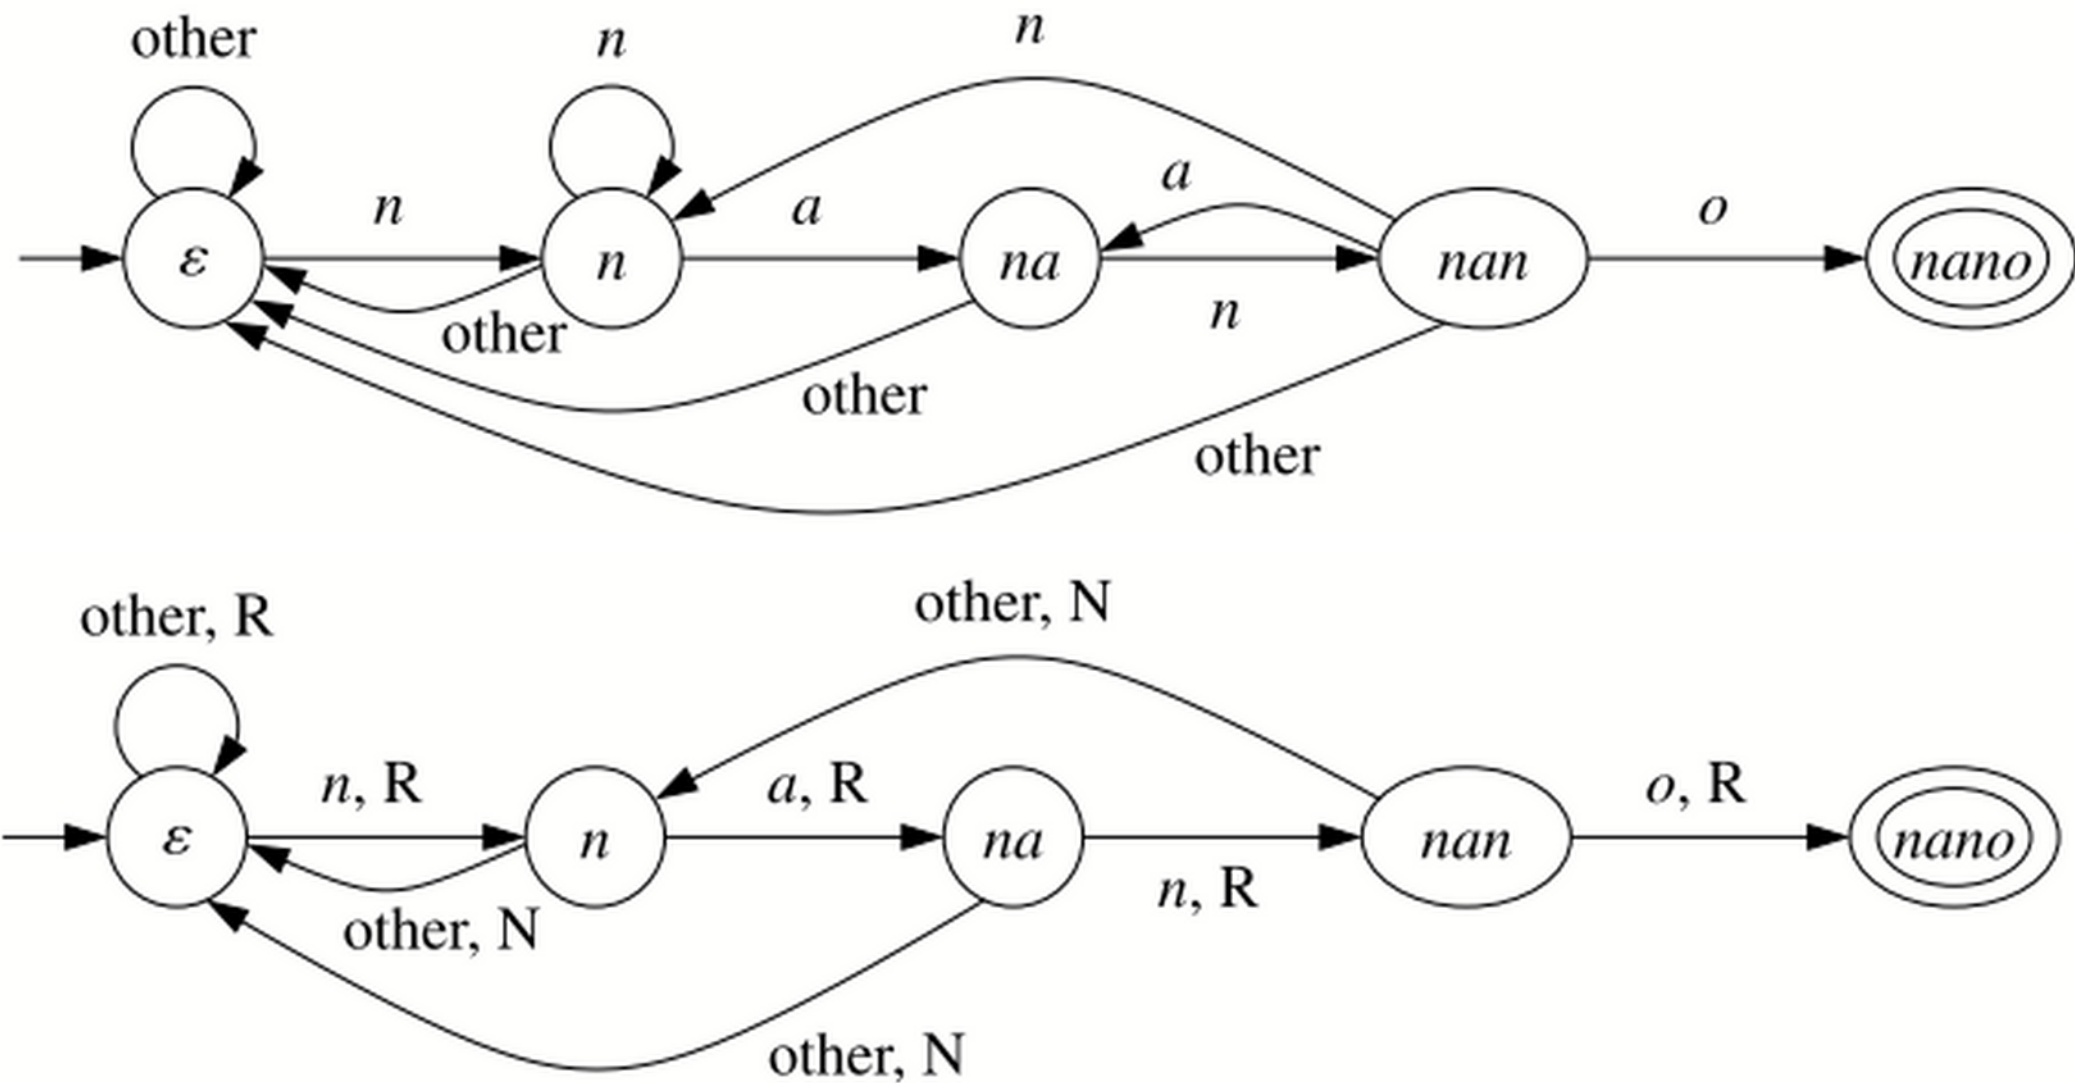 other n n
a
n a o
ε n na nan nano
n
other
other
other
other, R other, N
n, R a, R o, R
ε n na nan nano
n, R
other, N
other, N